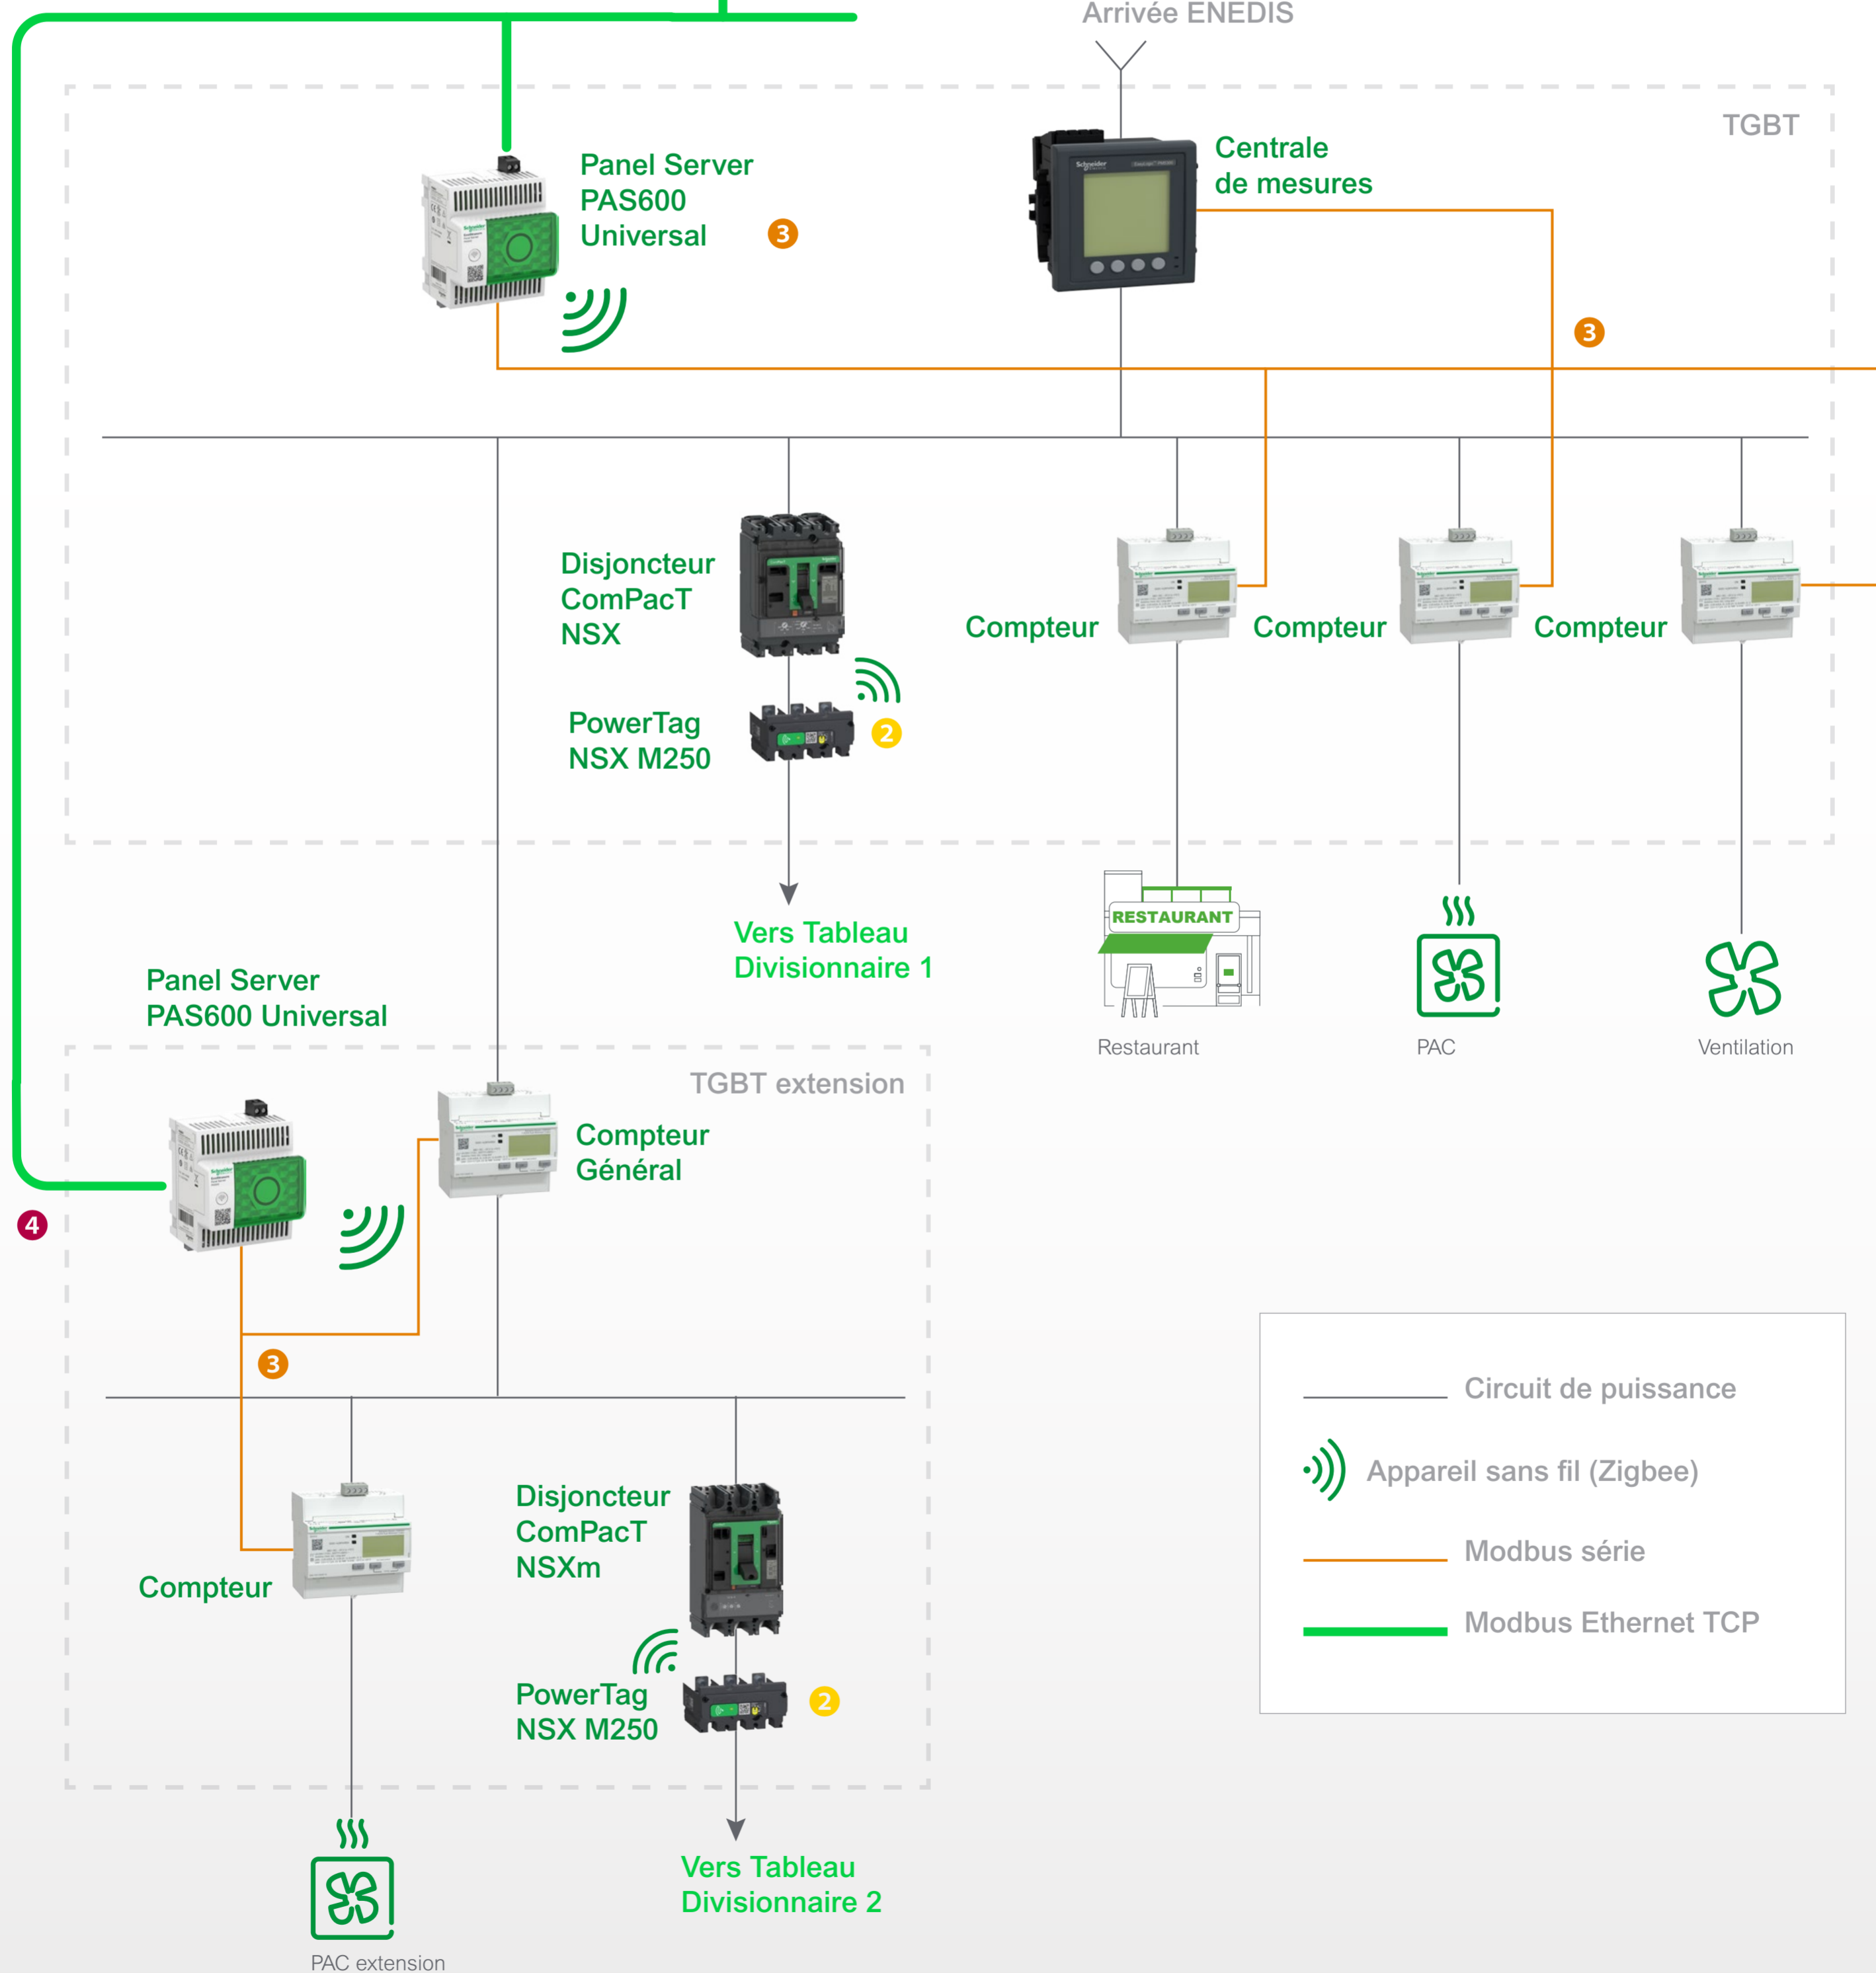 Arrivée ENEDIS
TGBT
Panel Server
PAS600
Universal
3
Centrale
de mesures
Schneider
3
Disjoncteur
ComPacT
NSX
Compteur
Compteur
Compteur
PowerTag
NSX M250
2
Vers Tableau
Divisionnaire 1
RESTAURANT
Restaurant
PAC
Ventilation
Panel Server
PAS600 Universal
TGBT extension
Compteur
Général
4
3
Circuit de puissance
Appareil sans fil (Zigbee)
Modbus série
Modbus Ethernet TCP
Disjoncteur
ComPacT
NSXm
Compteur
PowerTag
NSX M250
2
Vers Tableau
Divisionnaire 2
PAC extension